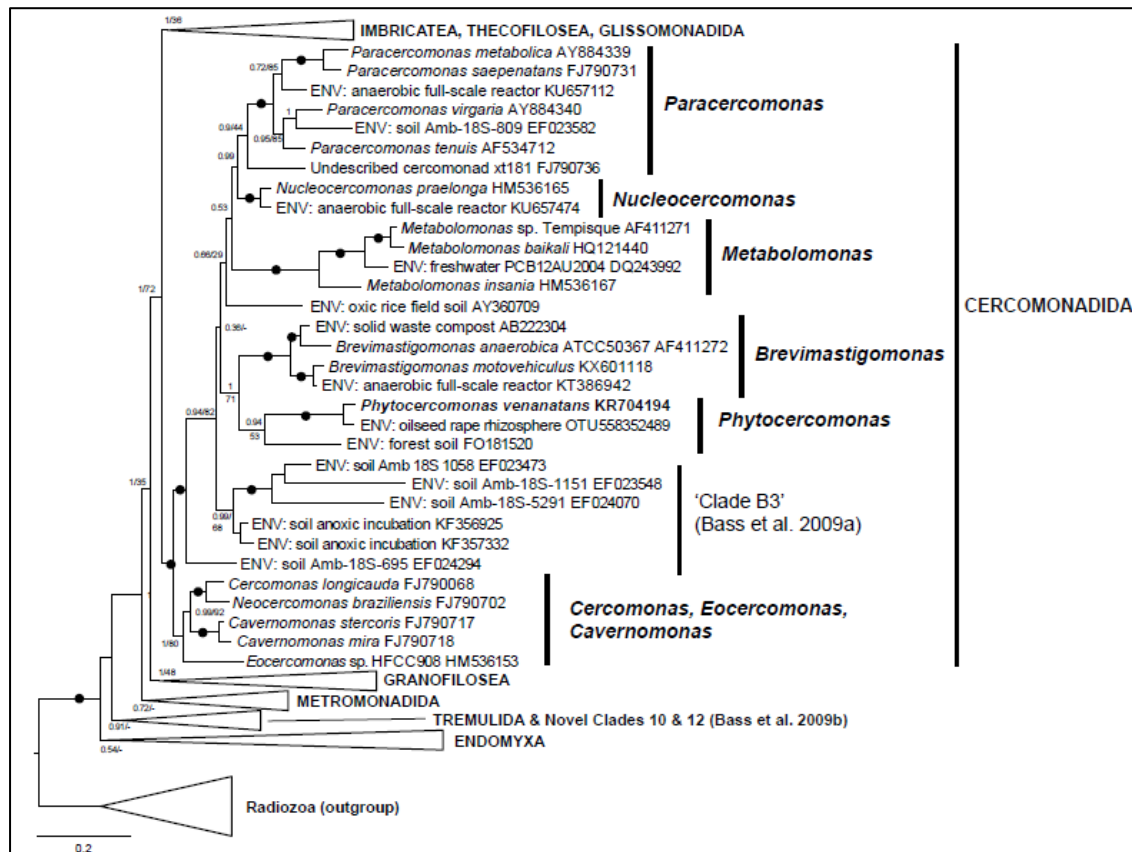 1/36
IMBRICATEA, THECOFILOSEA, GLISSOMONADIDA
Paracercomonas metabolica AY884339
0.72/85
Paracercomonas saepenatans FJ790731
ENV: anaerobic full-scale reactor KU657112
Paracercomonas
1
Paracercomonas virgaria AY884340
0.9/44
ENV: soil Amb-18S-809 EF023582
0.95/85
Paracercomonas tenuis AF534712
0.99
Undescribed cercomonad xt181 FJ790736
Nucleocercomonas praelonga HM536165
Nucleocercomonas
0.53
ENV: anaerobic full-scale reactor KU657474
Metabolomonas sp. Tempisque AF411271
Metabolomonas baikali HQ121440
Metabolomonas
0.66/29
ENV: freshwater PCB12AU2004 DQ243992
Metabolomonas insania HM536167
1/72
ENV: oxic rice field soil AY360709
CERCOMONADIDA
0.36/-
ENV: solid waste compost AB222304
Brevimastigomonas anaerobica ATCC50367 AF411272
Brevimastigomonas
Brevimastigomonas motovehiculus KX601118
1
71
ENV: anaerobic full-scale reactor KT386942
Phytocercomonas venanatans KR704194
0.94/82
0.94
53
ENV: oilseed rape rhizosphere OTU558352489
Phytocercomonas
ENV: forest soil FO181520
ENV: soil Amb 18S 1058 EF023473
1/35
ENV: soil Amb-18S-1151 EF023548
ENV: soil Amb-18S-5291 EF024070
'Clade B3'
(Bass et al. 2009a)
0.99/
68
ENV: soil anoxic incubation KF356925
ENV: soil anoxic incubation KF357332
ENV: soil Amb-18S-695 EF024294
Cercomonas longicauda FJ790068
1
Neocercomonas braziliensis FJ790702
0.99/92
Cercomonas, Eocercomonas,
Cavernomonas
Cavernomonas stercoris FJ790717
Cavernomonas mira FJ790718
1/80
Eocercomonas sp. HFCC908 HM536153
1/48
GRANOFILOSEA
0.72/-
METROMONADIDA
0.91/-
TREMULIDA & Novel Clades 10 & 12 (Bass et al. 2009b)
0.54/-
ENDOMYXA
Radiozoa (outgroup)
0.2